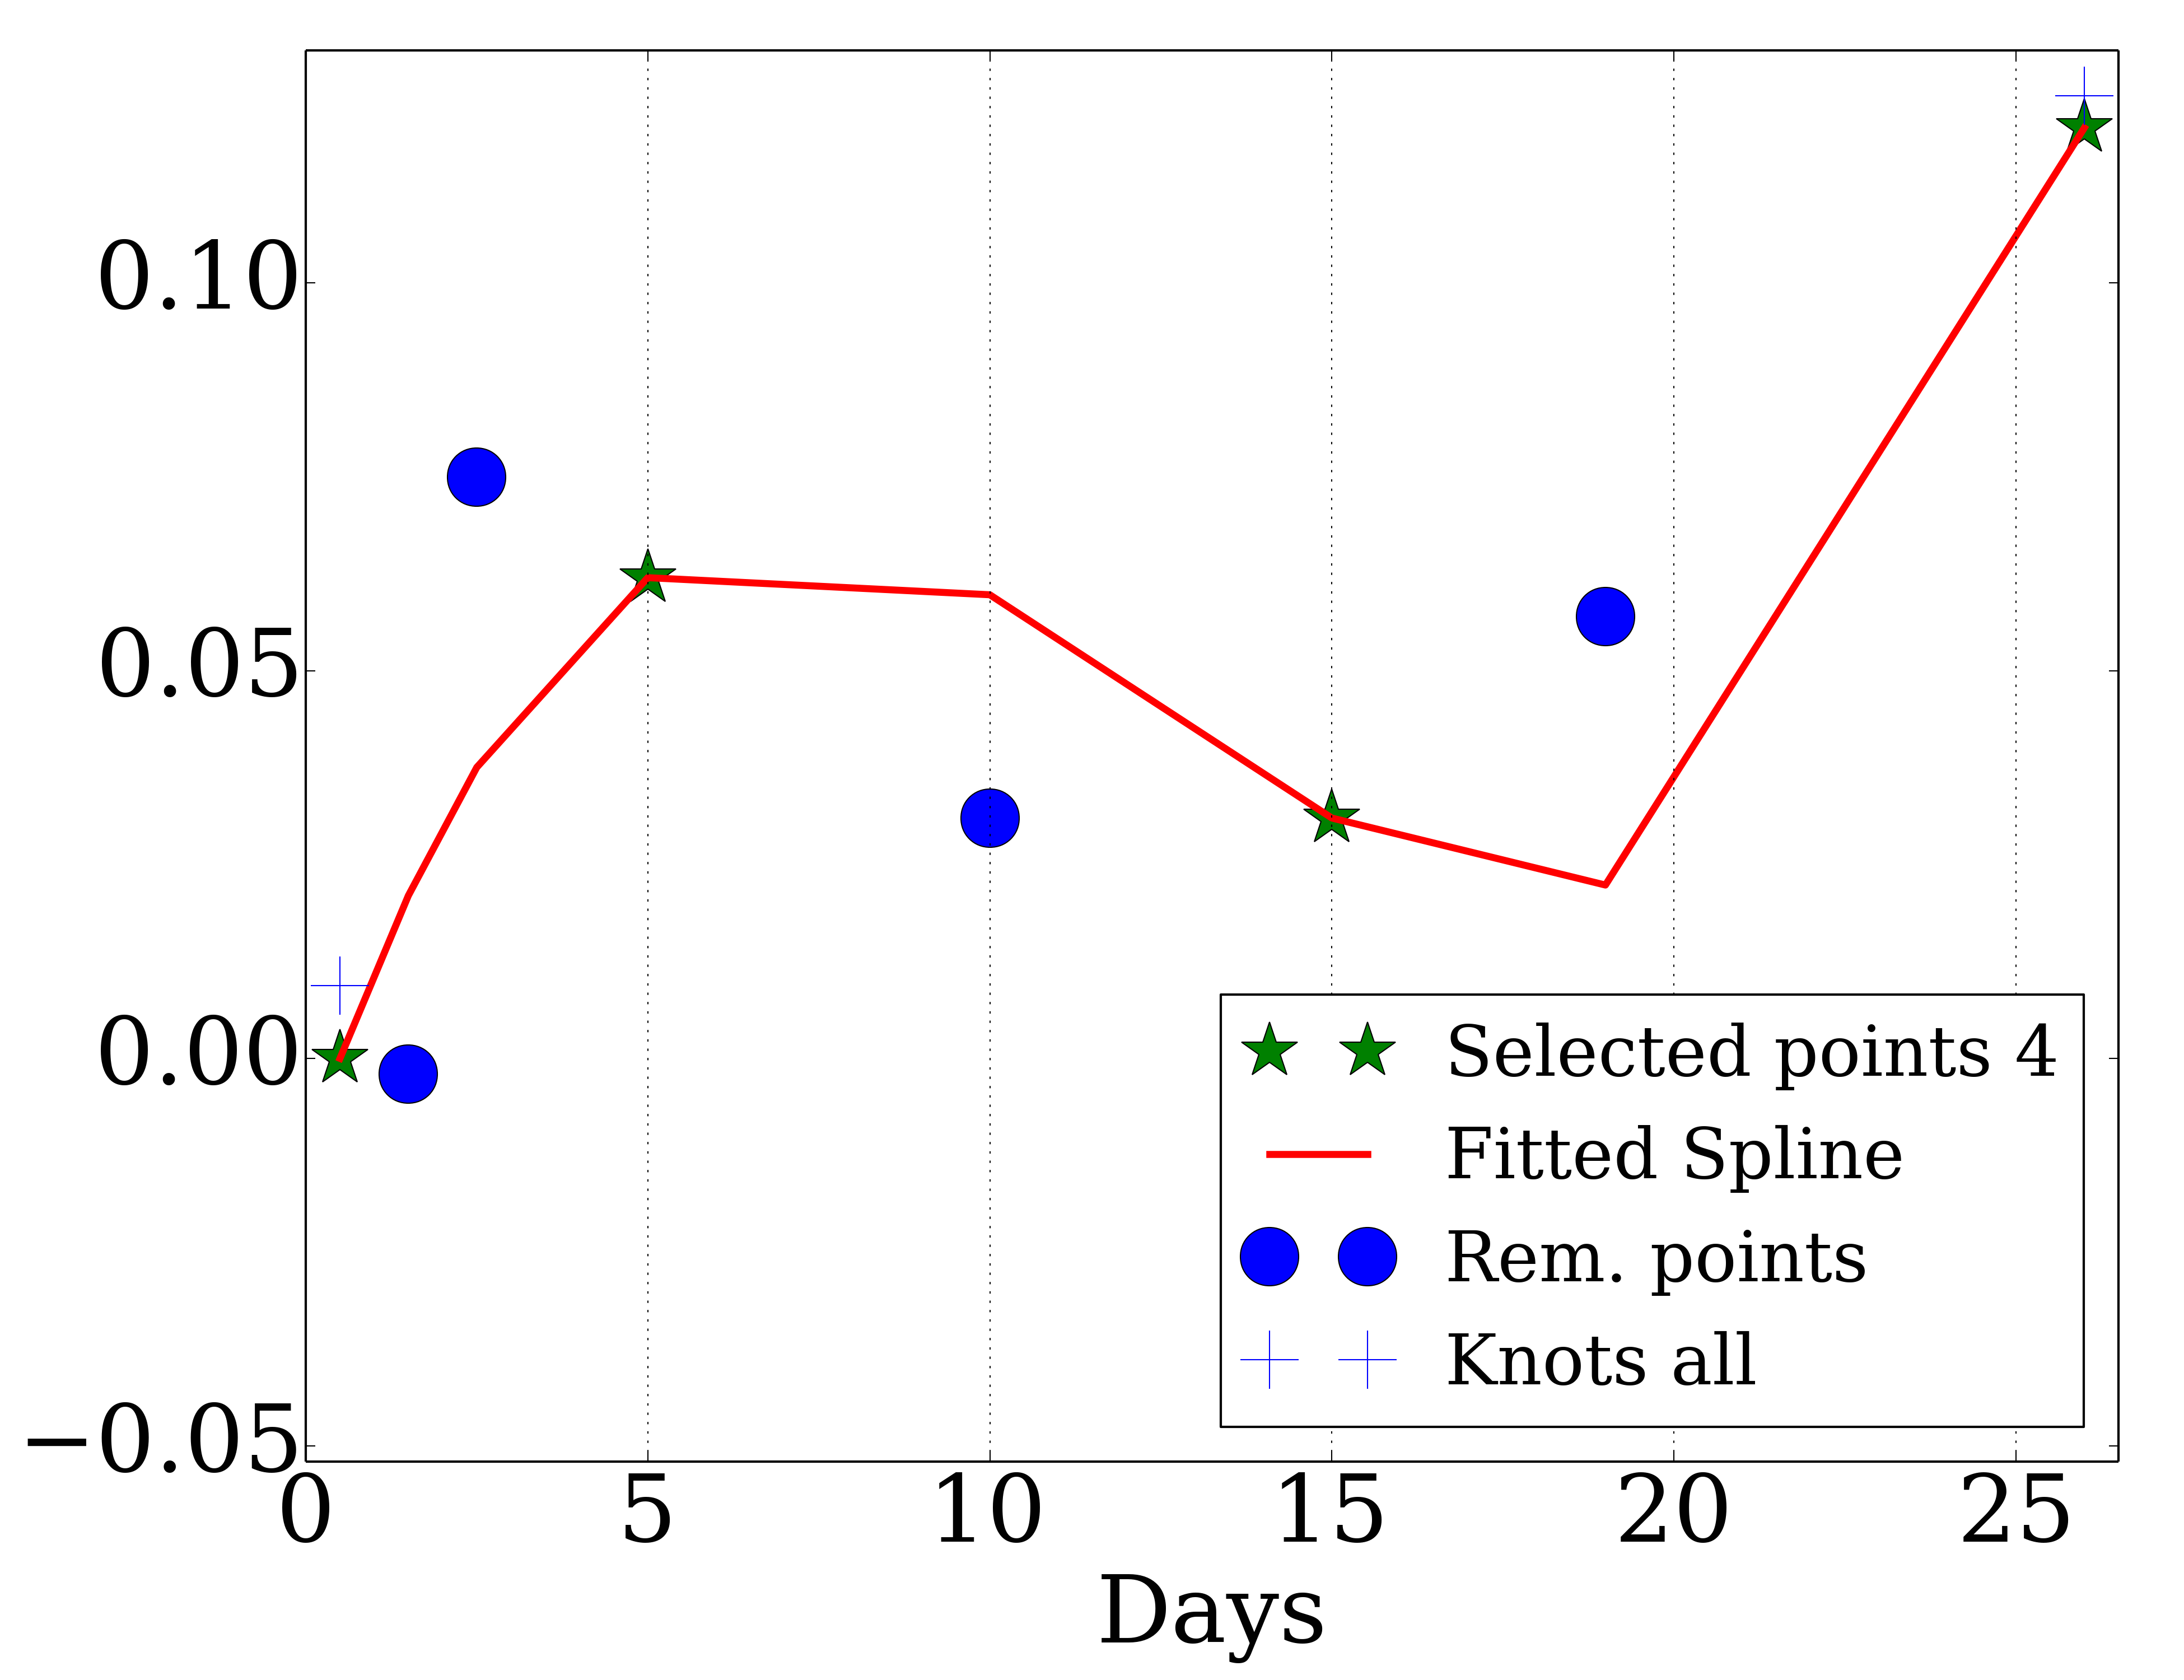 0.10
0.05
0.00
−0.05
0 5 10 15 20 25
Days
Selected points 4
Fitted Spline
Rem. points
Knots all